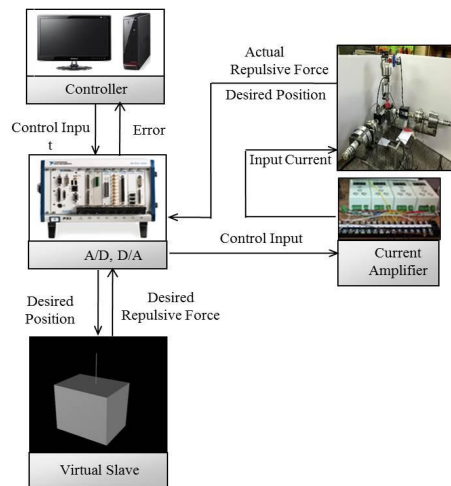 Controller
Actual
Repulsive Force
Desired Position
Control Inpu
t
Error
Input Current
A/D, D/A
Control Input
Current
Amplifier
Desired
Position
Desired
Repulsive Force
Virtual Slave